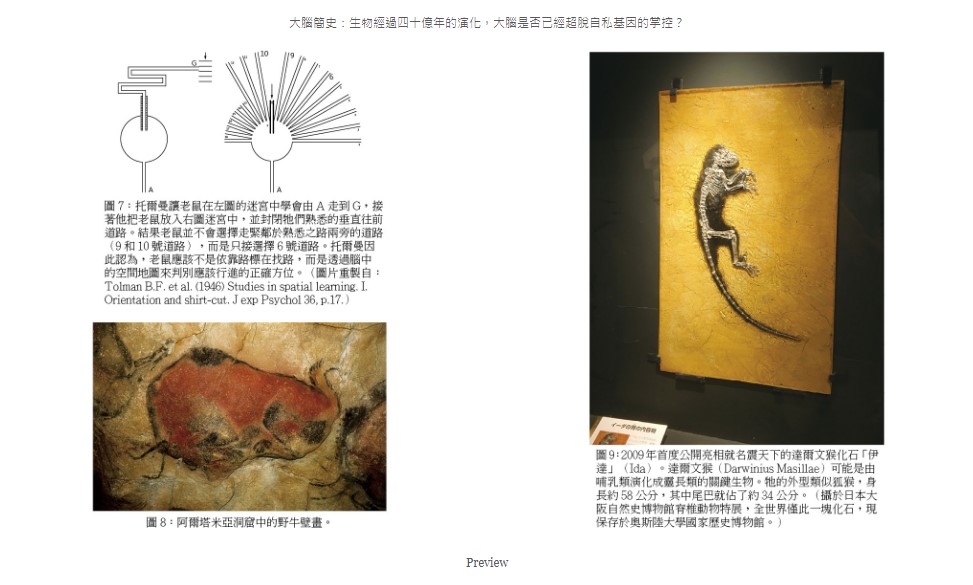 大腦簡史：生物經過四十億年的演化，大腦是否已經超脫自私基因的掌控？
G
10
9
6
A
A
圖 7：托爾曼讓老鼠在左圖的迷宮中學會由 A 走到 G，接
著他把老鼠放入右圖迷宮中，並封閉牠們熟悉的垂直往前
道路。結果老鼠並不會選擇走緊鄰於熟悉之路兩旁的道路
（9 和 10 號道路），而是只接選擇 6 號道路。托爾曼因
此認為，老鼠應該不是依靠路標在找路，而是透過腦中
的空間地圖來判別應該行進的正確方位。（圖片重製自：
Tolman B.F. et al. (1946) Studies in spatial learning. I.
Orientation and shirt-cut. J exp Psychol 36, p.17.）
圖 8：阿爾塔米亞洞窟中的野牛壁畫。
圖 9：2009 年首度公開亮相就名震天下的達爾文猴化石「伊
達」（Ida）。達爾文猴（Darwinius Masillae）可能是由
哺乳類演化成靈長類的關鍵生物。牠的外型類似狐猴，身
長約 58 公分，其中尾巴就佔了約 34 公分。（攝於日本大
阪自然史博物館脊椎動物特展，全世界僅此一塊化石，現
保存於奧斯陸大學國家歷史博物館。）
Preview